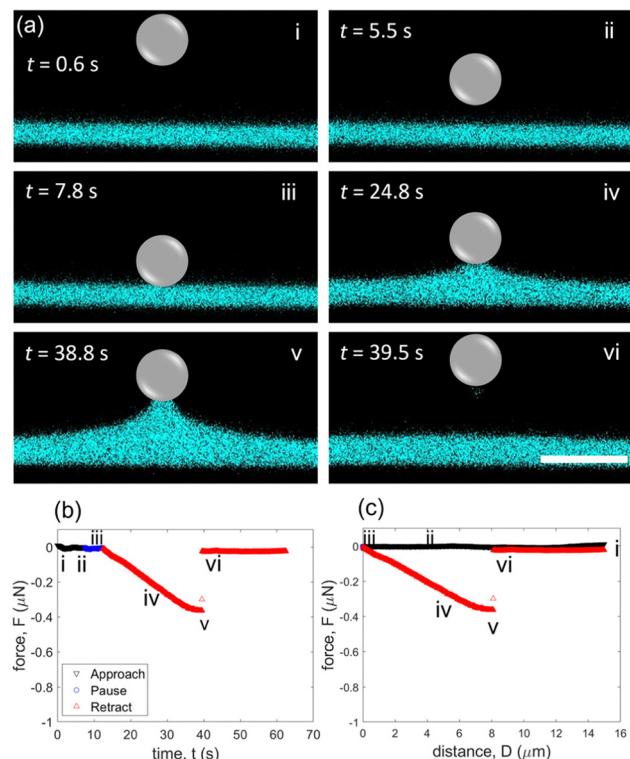 (a)
i
t = 0.6 s
ii
t = 5.5 s
iii
t = 7.8 s
iv
t = 24.8 s
v
t = 38.8 s
vi
t = 39.5 s
(b)
0
-0.2
-0.4
-0.6
-0.8
-1
force, F (μN)
i
ii
iii
iv
v
vi
Approach
Pause
Retract
0 10 20 30 40 50 60 70
time, t (s)
(c)
0
-0.2
-0.4
-0.6
-0.8
-1
force, F (μN)
iii
ii
i
iv
v
vi
0 2 4 6 8 10 12 14 16
distance, D (μm)